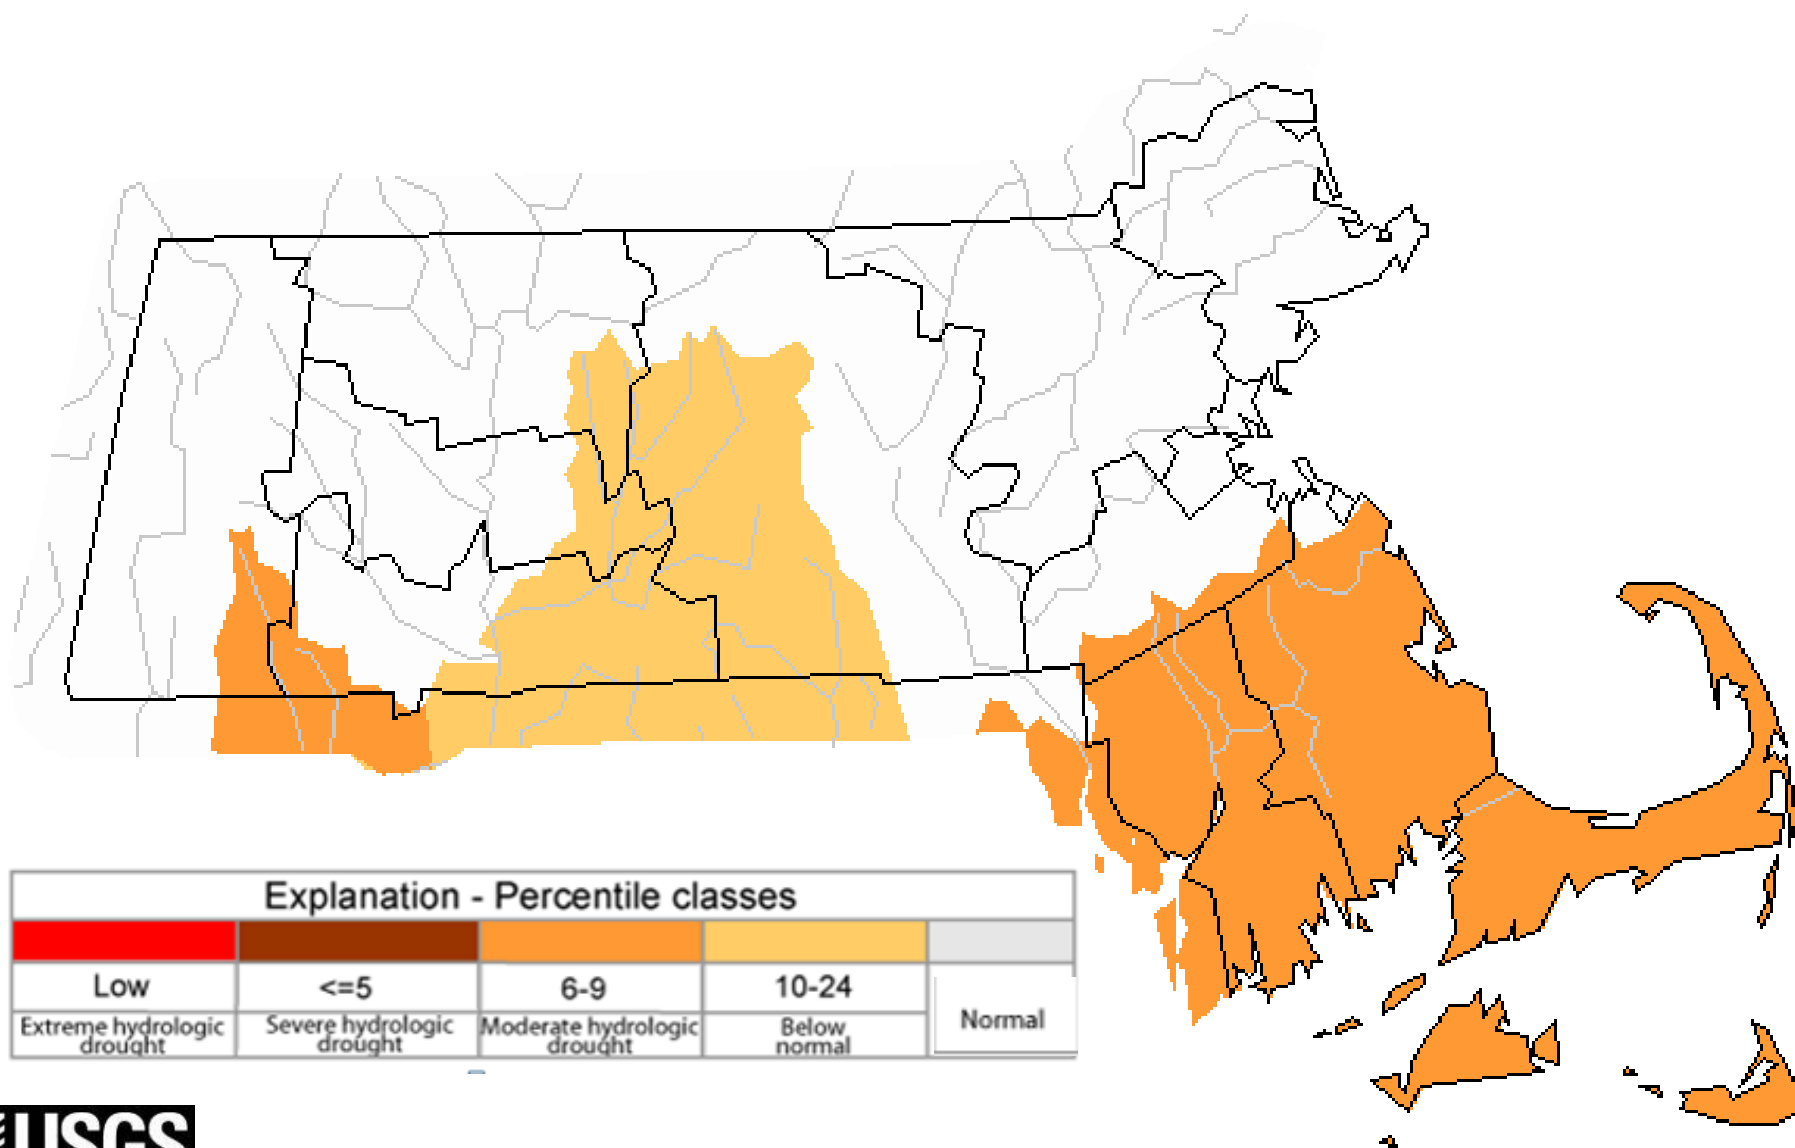 Explanation - Percentile classes
Low <=5 6-9 10-24 Normal
Extreme hydrologic drought
Severe hydrologic drought
Moderate hydrologic drought
Below normal
USGS